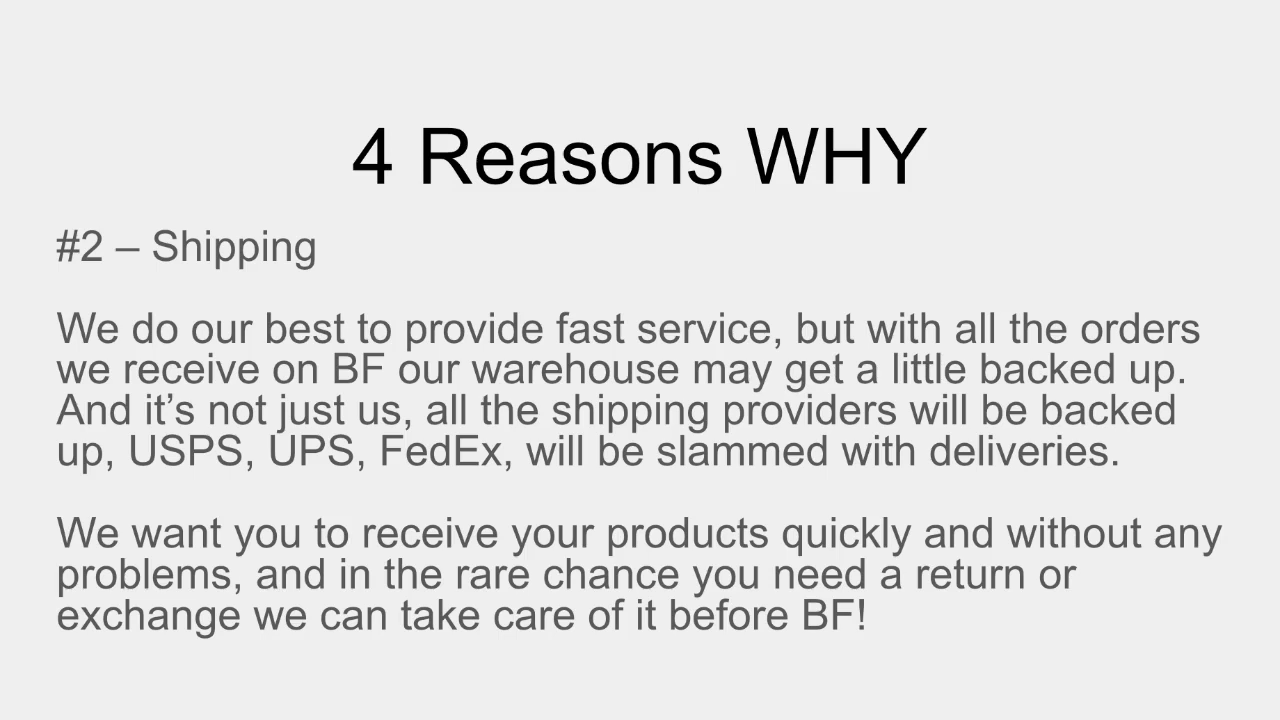 4 Reasons WHY
#2 – Shipping
We do our best to provide fast service, but with all the orders
we receive on BF our warehouse may get a little backed up.
And it’s not just us, all the shipping providers will be backed
up, USPS, UPS, FedEx, will be slammed with deliveries.
We want you to receive your products quickly and without any
problems, and in the rare chance you need a return or
exchange we can take care of it before BF!